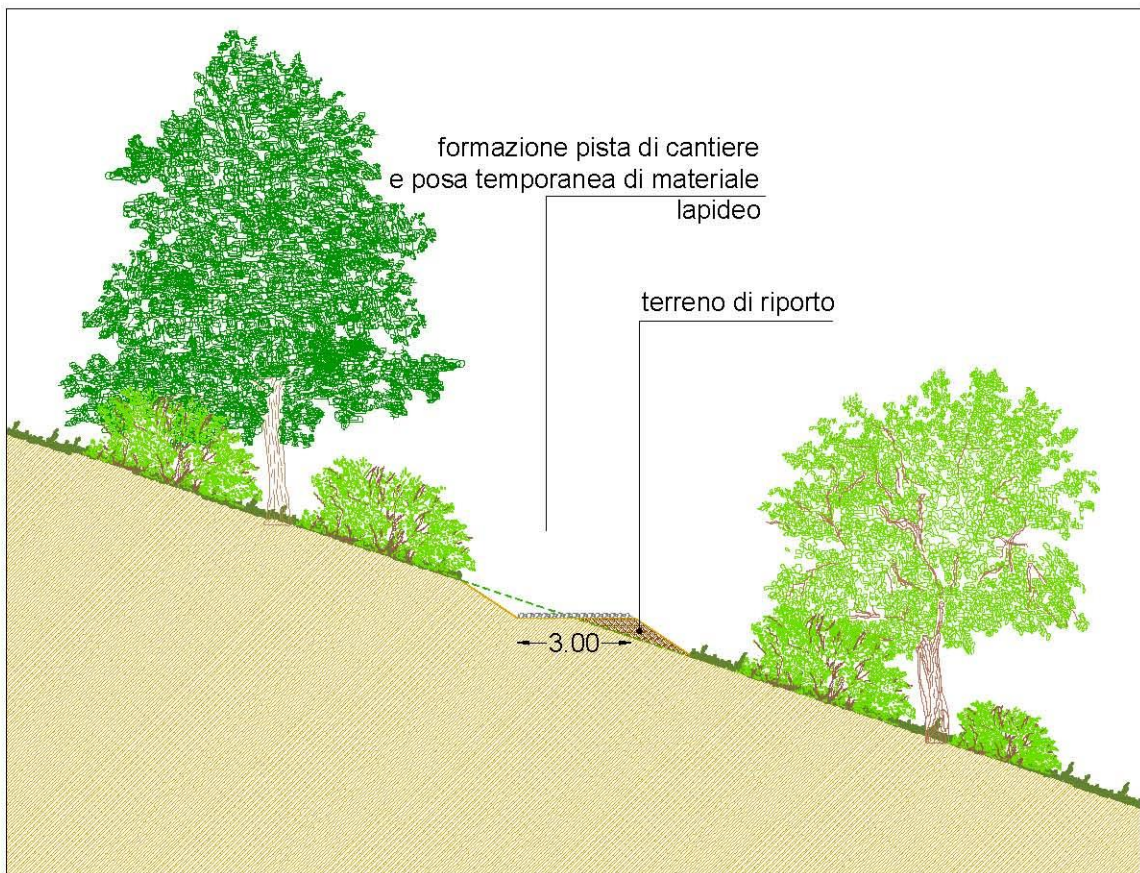 formazione pista di cantiere
e posa temporanea di materiale
lapideo
terreno di riporto
3.00